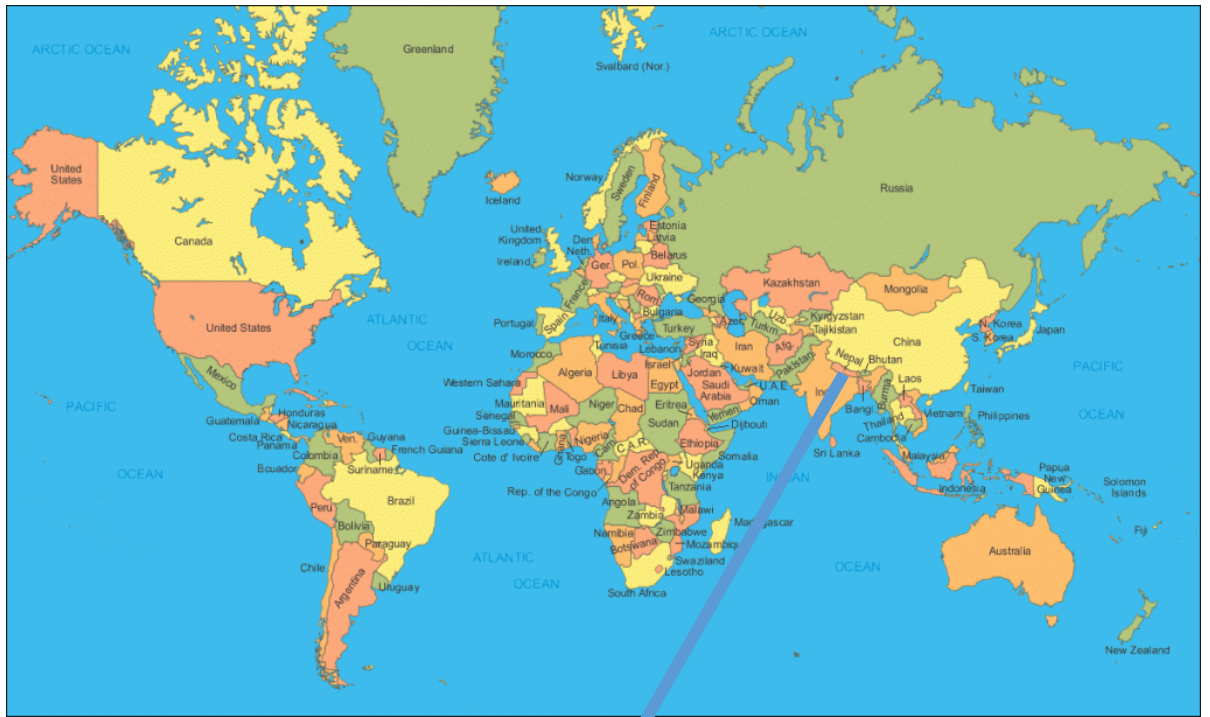 ARCTIC OCEAN
Greenland
Svalbard (Nor.)
ARCTIC OCEAN
United
States
Canada
Iceland
Norway
Sweden
Finland
Russia
United
Kingdom
Ireland
Den.
Neth.
Estonia
Latvia
Belarus
Ger.
Pol.
Ukraine
France
Rom.
Spain
Portugal
Italy
Bulgaria
Greece
Georgia
Azer.
Turkey
Kazakhstan
Mongolia
Uzb.
Turkm.
Kyrgyzstan
Tajikistan
N. Korea
S. Korea
Japan
China
United States
ATLANTIC
OCEAN
Mexico
PACIFIC
OCEAN
Tunisia
Lebanon
Syria
Iraq
Iran
Afg.
Pakistan
Nepal
Bhutan
Morocco
Israel
Jordan
Kuwait
Algeria
Libya
Egypt
Saudi
Arabia
U.A.E
Oman
Yemen
In
Bangl.
Burma
Laos
Taiwan
Western Sahara
Mauritania
Mali
Niger
Chad
Sudan
Eritrea
Djibouti
Senegal
Guinea-Bissau
Sierra Leone
Cote d' Ivoire
Ghana
Togo
Nigeria
Cam.
C.A.R.
Ethiopia
Somalia
Guatemala
Honduras
Nicaragua
Costa Rica
Panama
Ven.
Guyana
French Guiana
Colombia
Suriname
Ecuador
Sri Lanka
Thailand
Vietnam
Cambodia
Philippines
Malaysia
Indonesia
Papua
New
Guinea
Solomon
Islands
PACIFIC
OCEAN
Gabon
Rep. of the Congo
Dem. Rep.
of Congo
Uganda
Kenya
Tanzania
Brazil
Peru
Bolivia
Paraguay
Chile
Argentina
Uruguay
Angola
Zambia
Malawi
Namibia
Zimbabwe
Botswana
Mozambiq
Swaziland
Lesotho
South Africa
Madagascar
ATLANTIC
OCEAN
OCEAN
Australia
Fiji
New Zealand